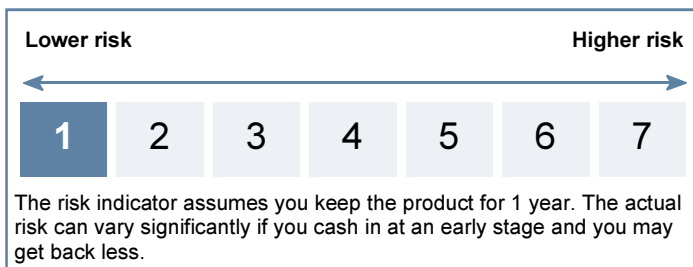 Lower risk Higher risk
1 2 3 4 5 6 7
The risk indicator assumes you keep the product for 1 year. The actual
risk can vary significantly if you cash in at an early stage and you may
get back less.